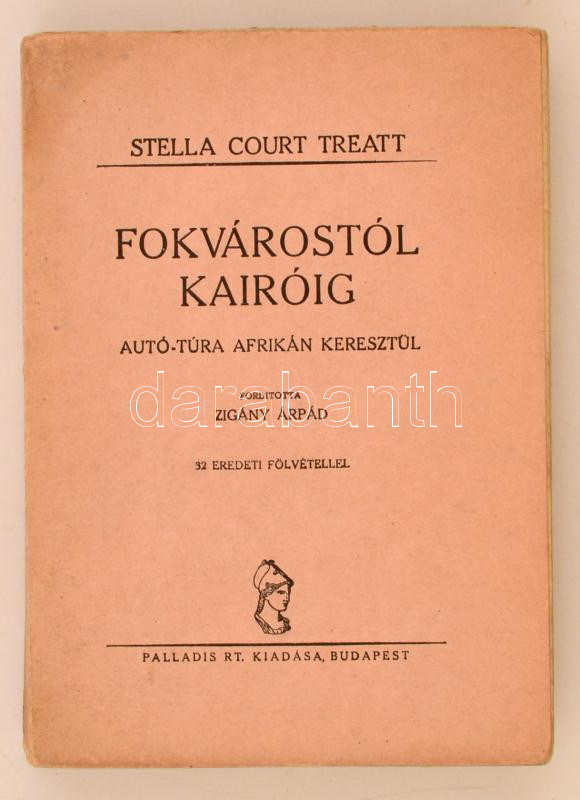 STELLA COURT TREATT
FOKVÁROSTÓL
KAIRÓIG
AUTÓ-TÚRA AFRIKÁN KERESZTÜL
FORDÍTOTTA
darabanth
ZIGÁNY ÁRPÁD
32 EREDETI FÖLVÉTELLEL
PALLADIS RT. KIADÁSA, BUDAPEST